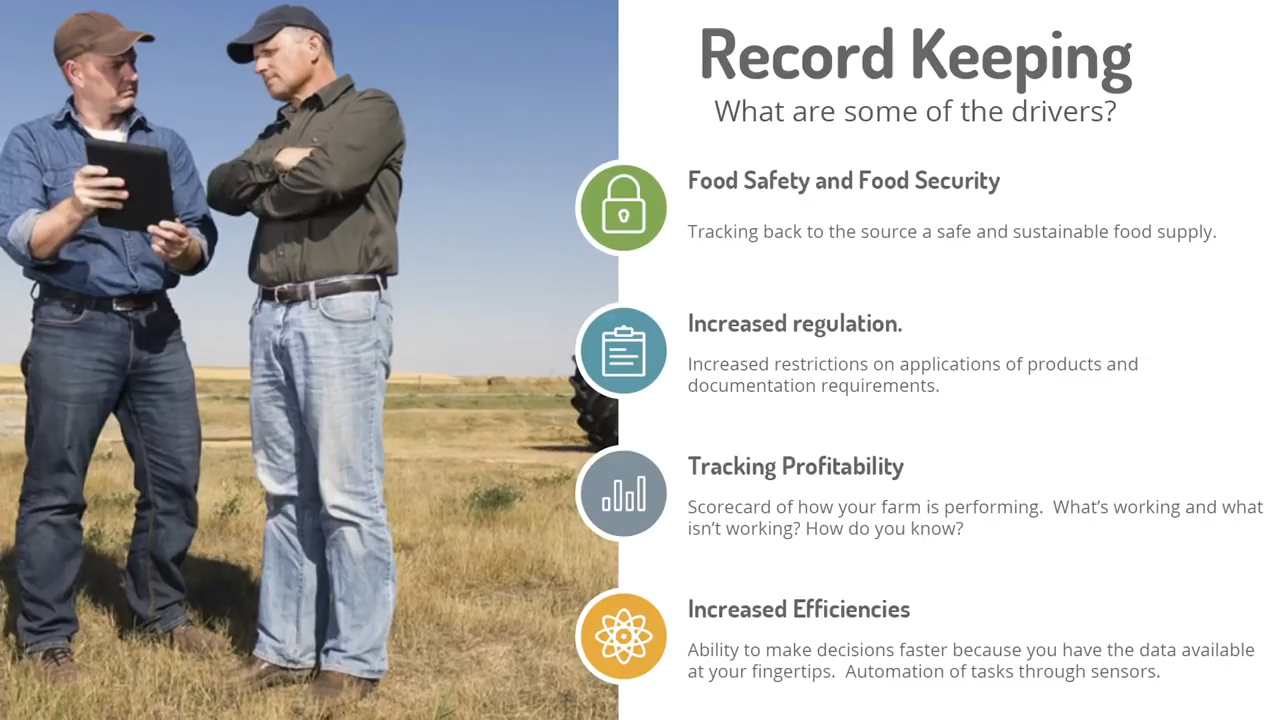 Record Keeping
What are some of the drivers?
Food Safety and Food Security
Tracking back to the source a safe and sustainable food supply.
Increased regulation.
Increased restrictions on applications of products and
documentation requirements.
Tracking Profitability
Scorecard of how your farm is performing.  What's working and what
isn't working? How do you know?
Increased Efficiencies
Ability to make decisions faster because you have the data available
at your fingertips.  Automation of tasks through sensors.